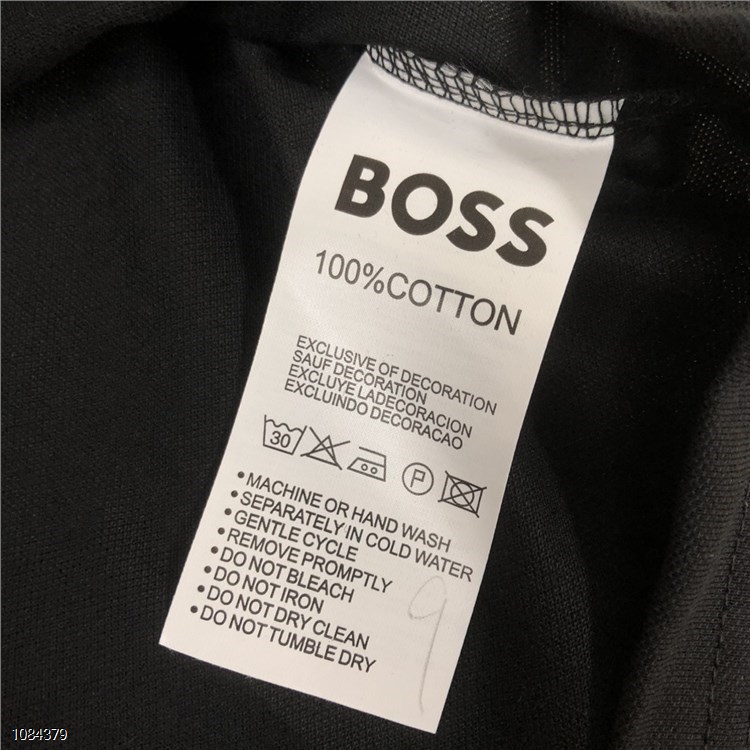 BOSS
100%COTTON
EXCLUSIVE OF DECORATION
SAUF DECORATION
EXCLUYE LADECORACION
EXCLUINDO DECORACAO
30 P
• MACHINE OR HAND WASH
• SEPARATELY IN COLD WATER
• GENTLE CYCLE
• REMOVE PROMPTLY
• DO NOT BLEACH
• DO NOT IRON
• DO NOT DRY CLEAN
• DO NOT TUMBLE DRY
9
1084379